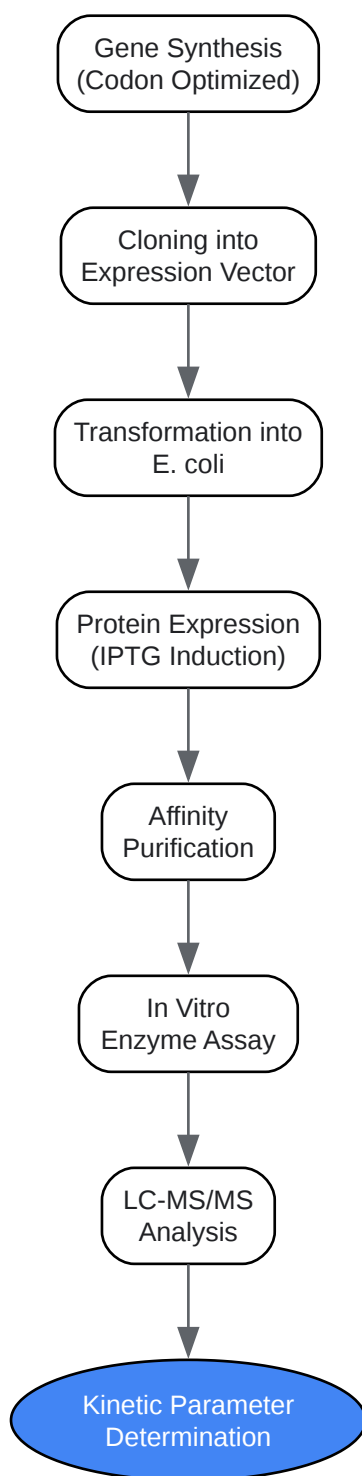 Gene Synthesis
(Codon Optimized)
Cloning into
Expression Vector
Transformation into
E. coli
Protein Expression
(IPTG Induction)
Affinity
Purification
In Vitro
Enzyme Assay
LC-MS/MS
Analysis
Kinetic Parameter
Determination